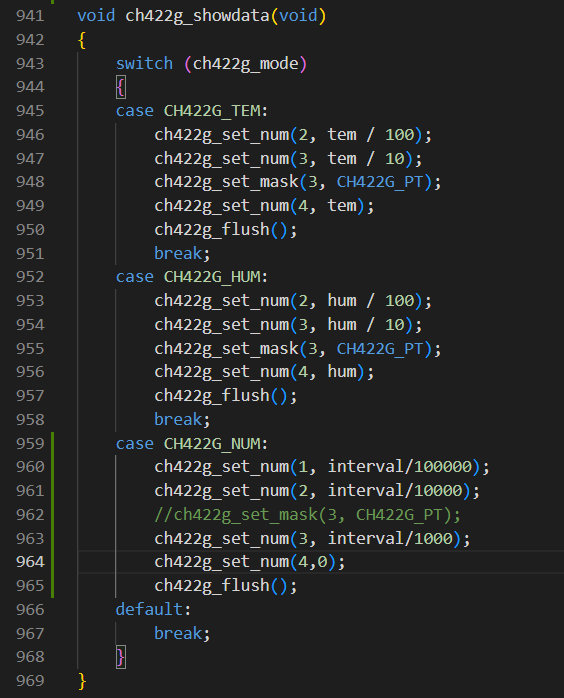 941 void ch422g_showdata(void)
942 {
943     switch (ch422g_mode)
944     {
945     case CH422G_TEM:
946         ch422g_set_num(2, tem / 100);
947         ch422g_set_num(3, tem / 10);
948         ch422g_set_mask(3, CH422G_PT);
949         ch422g_set_num(4, tem);
950         ch422g_flush();
951         break;
952     case CH422G_HUM:
953         ch422g_set_num(2, hum / 100);
954         ch422g_set_num(3, hum / 10);
955         ch422g_set_mask(3, CH422G_PT);
956         ch422g_set_num(4, hum);
957         ch422g_flush();
958         break;
959     case CH422G_NUM:
960         ch422g_set_num(1, interval/100000);
961         ch422g_set_num(2, interval/10000);
962         //ch422g_set_mask(3, CH422G_PT);
963         ch422g_set_num(3, interval/1000);
964         ch422g_set_num(4,0);
965         ch422g_flush();
966     default:
967         break;
968     }
969 }